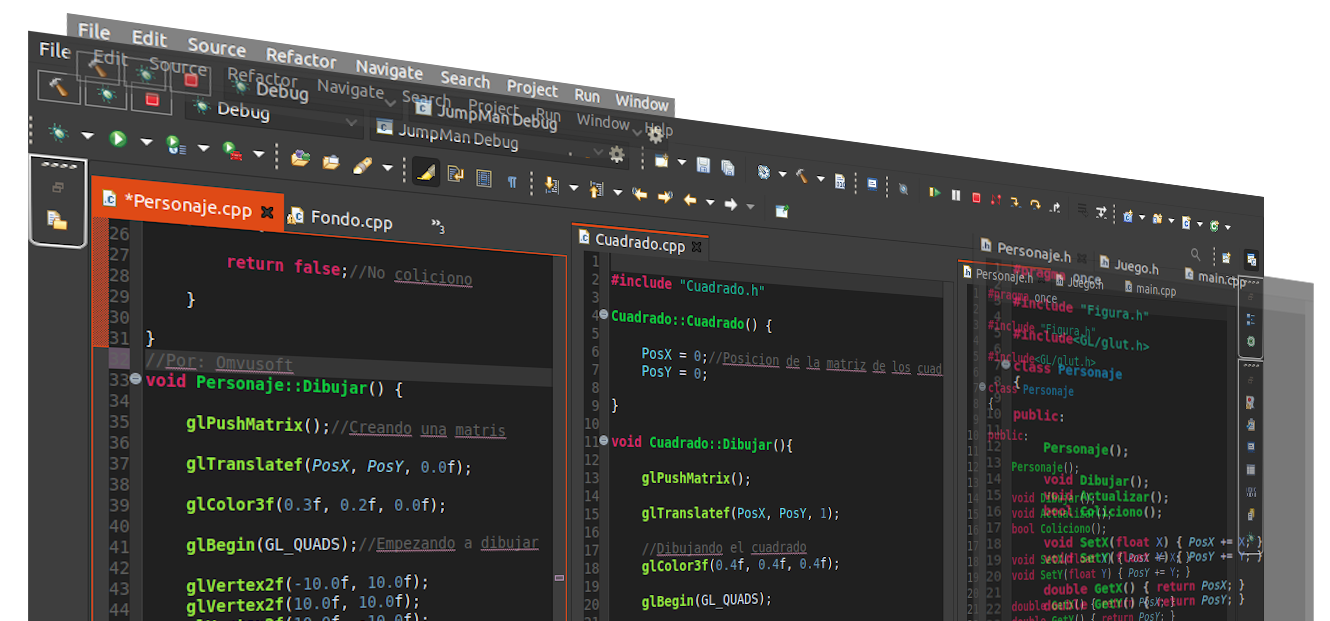 File Edit Source Refactor Navigate Search Project Run Window
File Edit Source Refactor Navigate Search Project Run Window Help
Debug JumpMan Debug
Debug JumpMan Debug
*Personaje.cpp Fondo.cpp »3
26
27 return false;//No coliciono
28
29 }
30
31 }
32 //Por: Omvusoft
33 void Personaje::Dibujar() {
34
35 glPushMatrix();//Creando una matris
36
37 glTranslatef(PosX, PosY, 0.0f);
38
39 glColor3f(0.3f, 0.2f, 0.0f);
40
41 glBegin(GL_QUADS);//Empezando a dibujar
42
43 glVertex2f(-10.0f, 10.0f);
44 glVertex2f(10.0f, 10.0f);
Cuadrado.cpp
1
2 #include "Cuadrado.h"
3
4 Cuadrado::Cuadrado() {
5
6 PosX = 0;//Posicion de la matriz de los cuad
7 PosY = 0;
8
9 }
10
11 void Cuadrado::Dibujar(){
12
13 glPushMatrix();
14
15 glTranslatef(PosX, PosY, 1);
16
17 //Dibujando el cuadrado
18 glColor3f(0.4f, 0.4f, 0.4f);
19
20 glBegin(GL_QUADS);
Personaje.h Juego.h main.cpp
Personaje.h Juego.h main.cpp
#pragma once
#include "Figura.h"
#include<GL/glut.h>
class Personaje
{
public:
Personaje();
void Dibujar();
void Actualizar();
bool Coliciono();
void SetX(float X) { PosX += X; }
void SetY(float Y) { PosY += Y; }
double GetX() { return PosX; }
double GetY() { return PosY; }